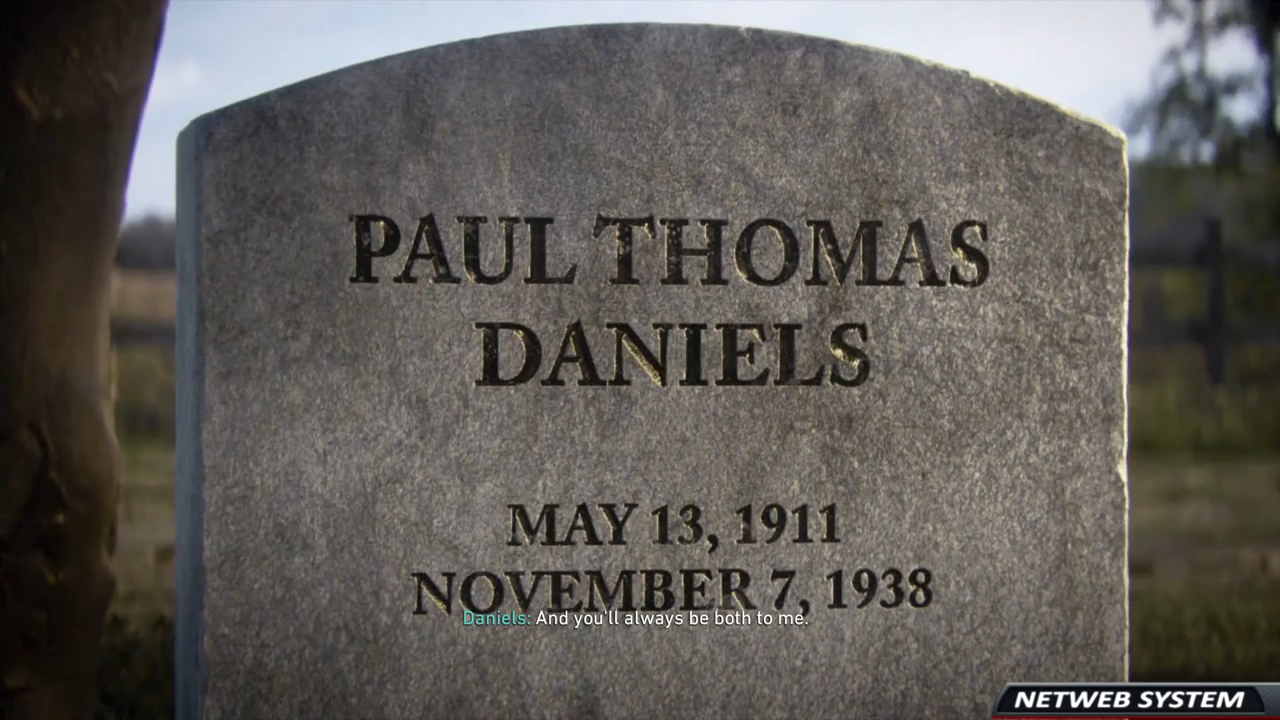 PAUL THOMAS
DANIELS
MAY 13, 1911
NOVEMBER 7, 1938
Daniels: And you'll always be both to me.
NETWEB SYSTEM